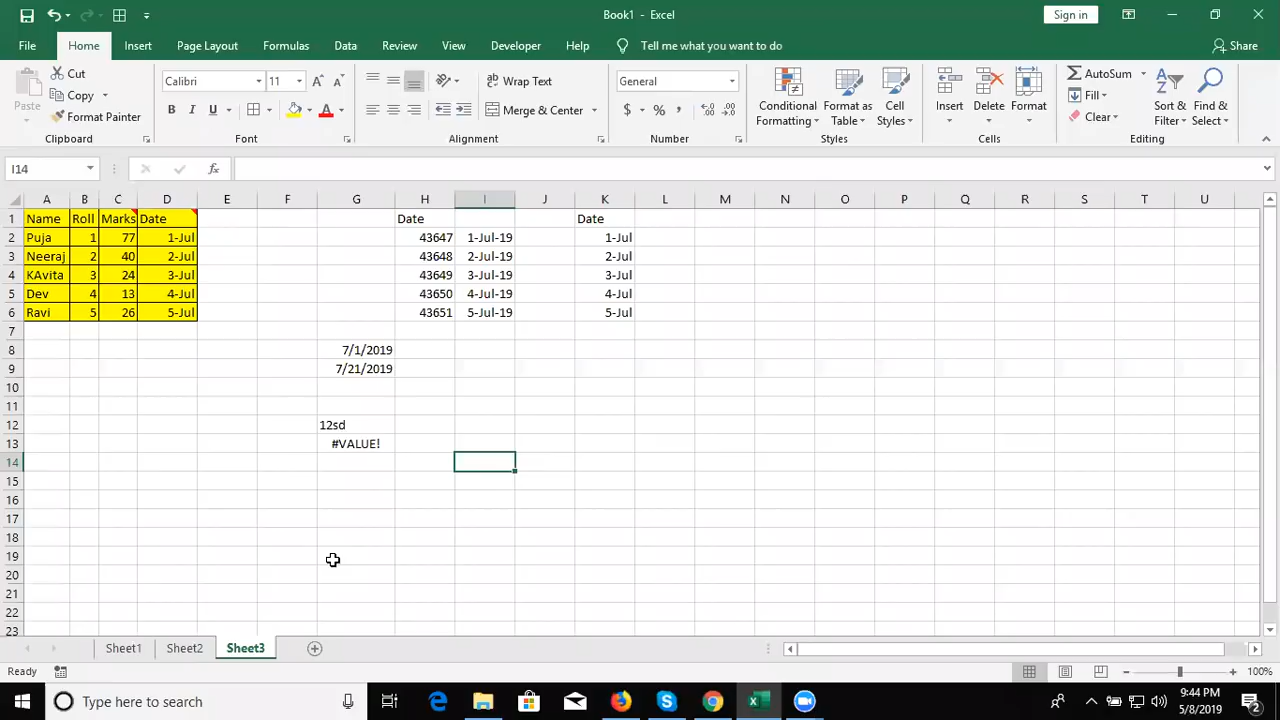 Book1 - Excel
Sign in
File Home Insert Page Layout Formulas Data Review View Developer Help Tell me what you want to do Share
Paste
Cut
Copy
Format Painter
Clipboard
Calibri 11 A A
B I U A
Font
ab Wrap Text
Merge & Center
Alignment
General
$ % ,
Number
Conditional Formatting
Format as Table
Cell Styles
Styles
Insert
Delete
Format
Cells
AutoSum
Fill
Clear
Sort & Filter
Find & Select
Editing
I14 fx
A B C D E F G H I J K L M N O P Q R S T U
1 Name Roll Marks Date Date Date
2 Puja 1 77 1-Jul 43647 1-Jul-19 1-Jul
3 Neeraj 2 40 2-Jul 43648 2-Jul-19 2-Jul
4 KAvita 3 24 3-Jul 43649 3-Jul-19 3-Jul
5 Dev 4 13 4-Jul 43650 4-Jul-19 4-Jul
6 Ravi 5 26 5-Jul 43651 5-Jul-19 5-Jul
7
8 7/1/2019
9 7/21/2019
10
11
12 12sd
13 #VALUE!
14
15
16
17
18
19
20
21
22
23
Sheet1 Sheet2 Sheet3
Ready 100%
Type here to search
9:44 PM
5/8/2019
2